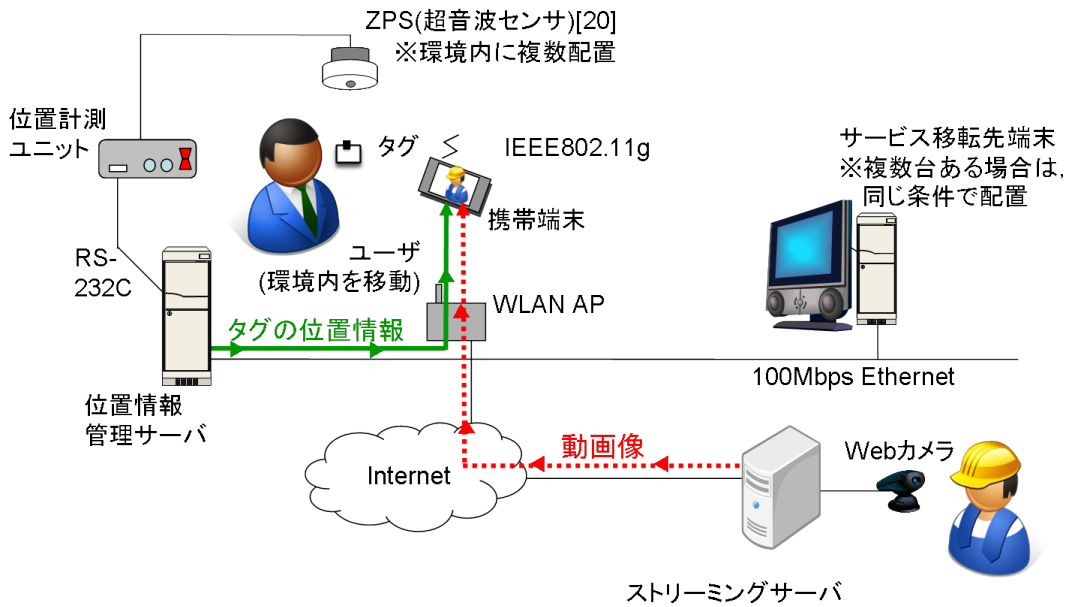 ZPS(超音波センサ)[20]
※環境内に複数配置
位置計測
ユニット
タグ
IEEE802.11g
サービス移転先端末
※複数台ある場合は,
同じ条件で配置
携帯端末
ユーザ
(環境内を移動)
RS-
232C
WLAN AP
タグの位置情報
100Mbps Ethernet
位置情報
管理サーバ
動画像
Webカメラ
Internet
ストリーミングサーバ